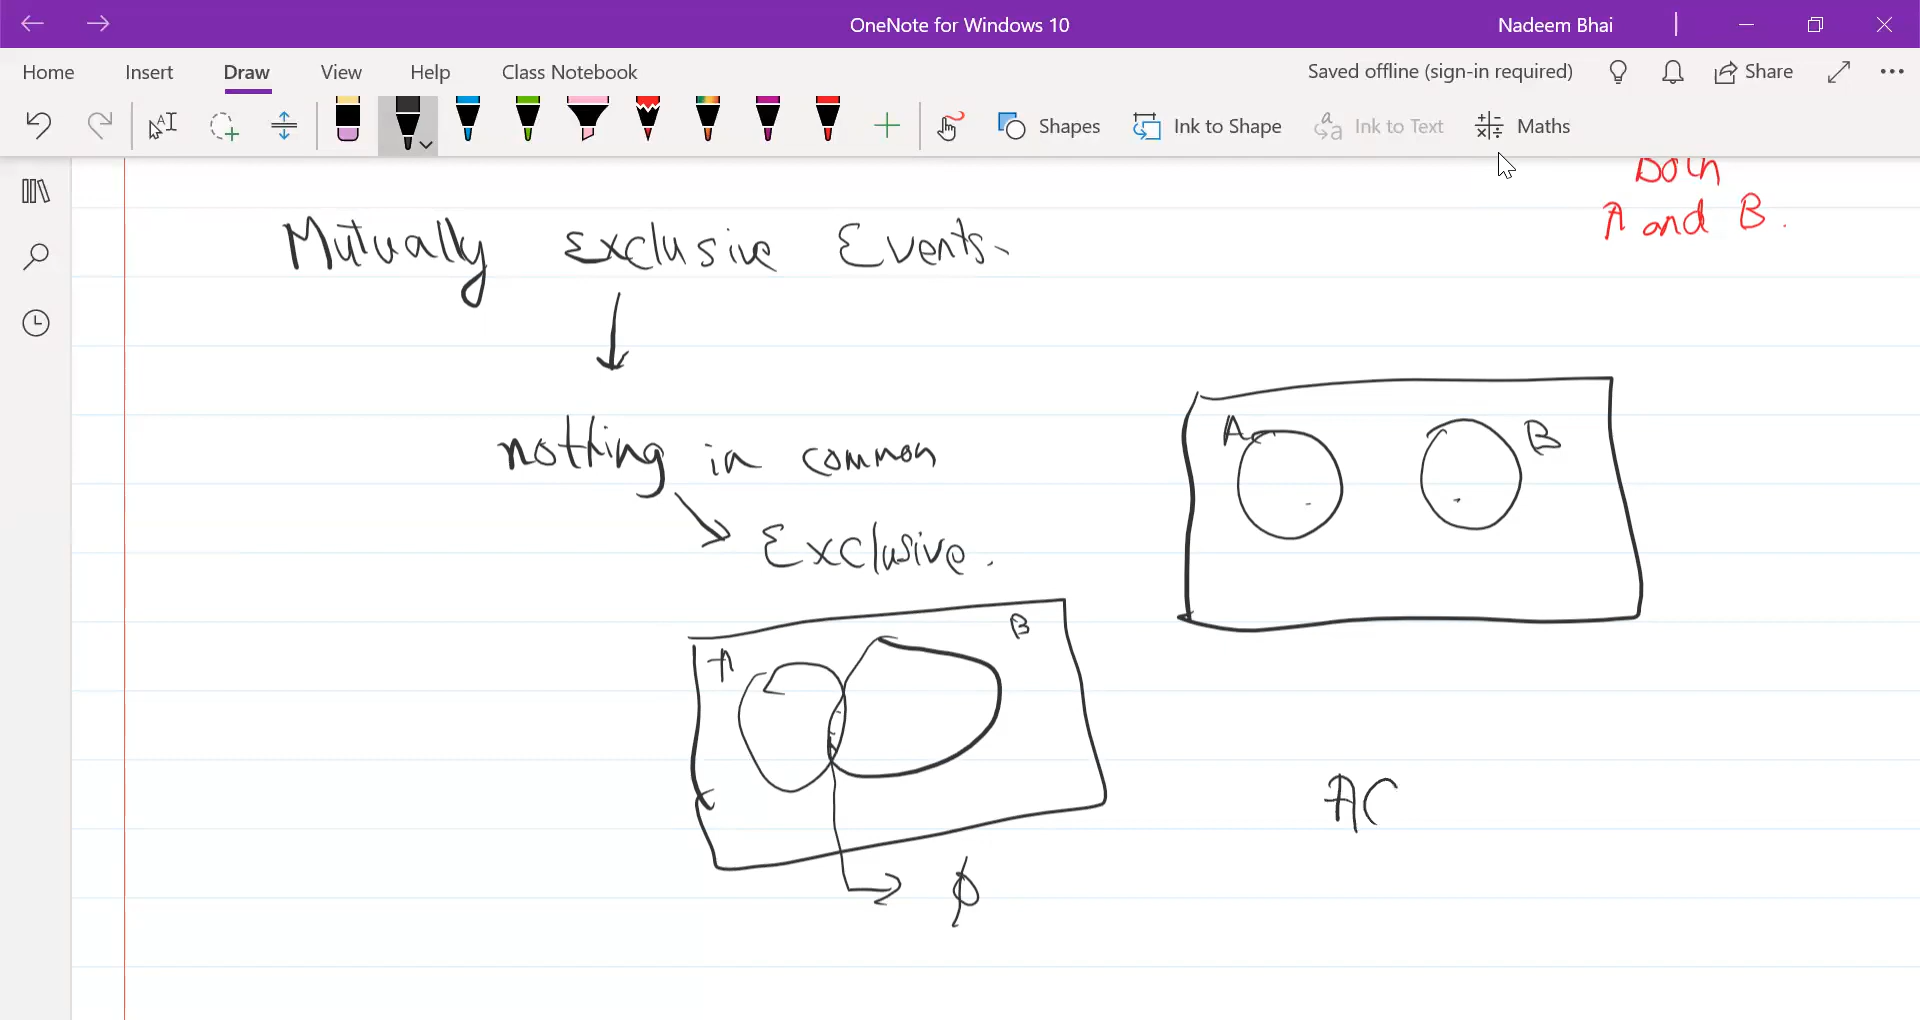 OneNote for Windows 10
Nadeem Bhai
Home Insert Draw View Help Class Notebook
Saved offline (sign-in required)
Share
Shapes
Ink to Shape
Ink to Text
Maths
Both
A and B.
Mutually Exclusive Events.
nothing in common
Exclusive.
A B
A B
φ
AC